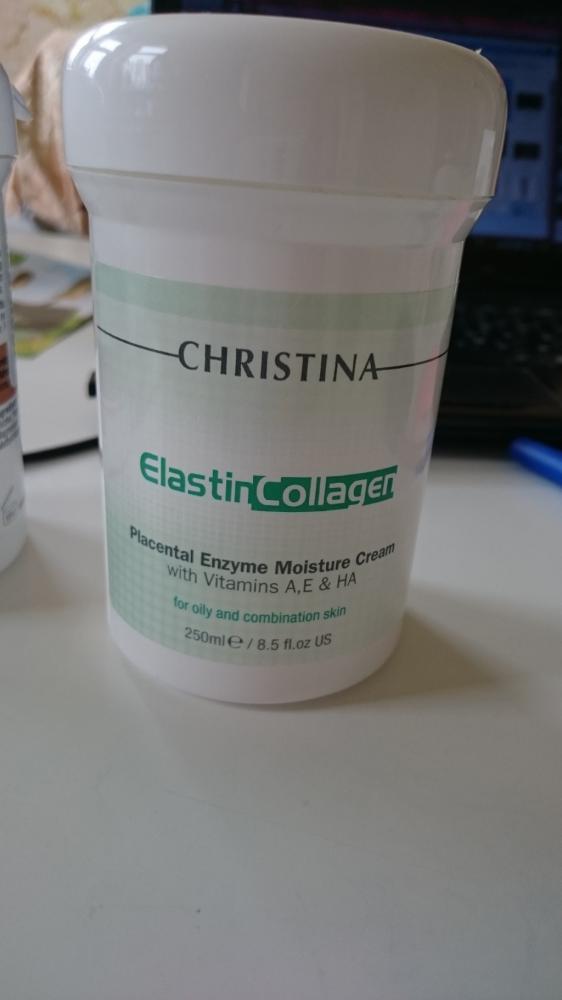 CHRISTINA
ElastinCollagen
Placental Enzyme Moisture Cream
with Vitamins A,E & HA
for oily and combination skin
250ml℮ / 8.5 fl.oz US